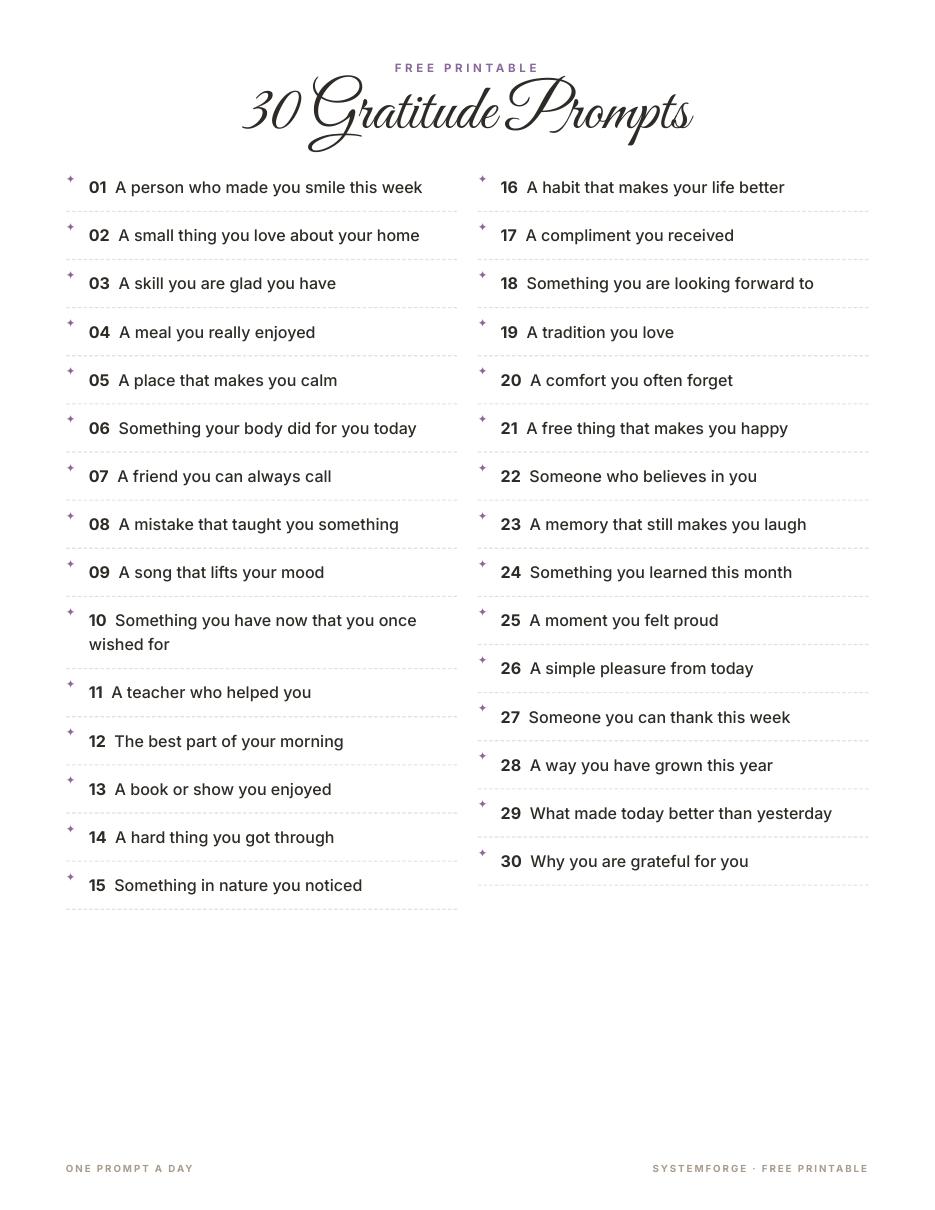 FREE PRINTABLE
30 Gratitude Prompts
01 A person who made you smile this week
02 A small thing you love about your home
03 A skill you are glad you have
04 A meal you really enjoyed
05 A place that makes you calm
06 Something your body did for you today
07 A friend you can always call
08 A mistake that taught you something
09 A song that lifts your mood
10 Something you have now that you once
wished for
11 A teacher who helped you
12 The best part of your morning
13 A book or show you enjoyed
14 A hard thing you got through
15 Something in nature you noticed
16 A habit that makes your life better
17 A compliment you received
18 Something you are looking forward to
19 A tradition you love
20 A comfort you often forget
21 A free thing that makes you happy
22 Someone who believes in you
23 A memory that still makes you laugh
24 Something you learned this month
25 A moment you felt proud
26 A simple pleasure from today
27 Someone you can thank this week
28 A way you have grown this year
29 What made today better than yesterday
30 Why you are grateful for you
ONE PROMPT A DAY
SYSTEMFORGE · FREE PRINTABLE